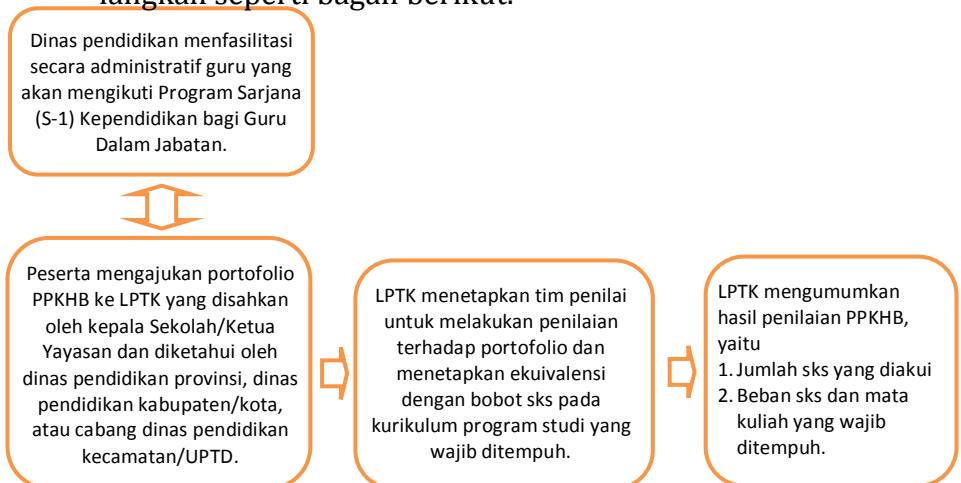 langkan seperti bagan berikut.
Dinas pendidikan menfasilitasi
secara administratif guru yang
akan mengikuti Program Sarjana
(S-1) Kependidikan bagi Guru
Dalam Jabatan.
Peserta mengajukan portofolio
PPKHB ke LPTK yang disahkan
oleh kepala Sekolah/Ketua
Yayasan dan diketahui oleh
dinas pendidikan provinsi, dinas
pendidikan kabupaten/kota,
atau cabang dinas pendidikan
kecamatan/UPTD.
LPTK menetapkan tim penilai
untuk melakukan penilaian
terhadap portofolio dan
menetapkan ekuivalensi
dengan bobot sks pada
kurikulum program studi yang
wajib ditempuh.
LPTK mengumumkan
hasil penilaian PPKHB,
yaitu
1. Jumlah sks yang diakui
2. Beban sks dan mata
kuliah yang wajib
ditempuh.